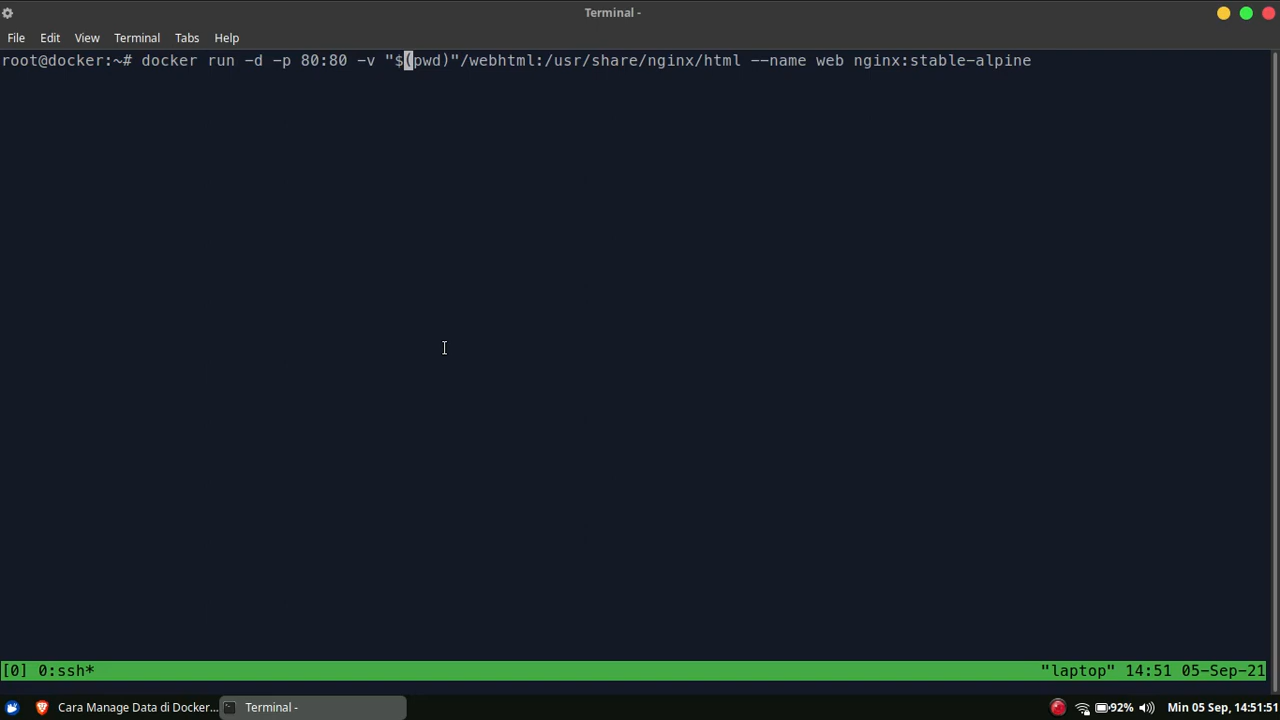 Terminal -
File Edit View Terminal Tabs Help
root@docker:~# docker run -d -p 80:80 -v "$(pwd)"/webhtml:/usr/share/nginx/html --name web nginx:stable-alpine
[0] 0:ssh* "laptop" 14:51 05-Sep-21
Cara Manage Data di Docker... Terminal - 92% Min 05 Sep, 14:51:51